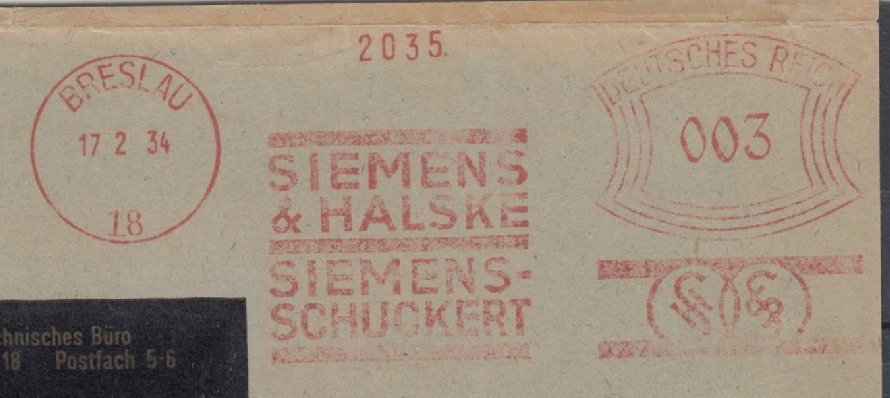 2035.
BRESLAU
17 2 34
18
DEUTSCHES REICH
003
SIEMENS
& HALSKE
SIEMENS-
SCHUCKERT
chnisches Büro
18 Postfach 5-6